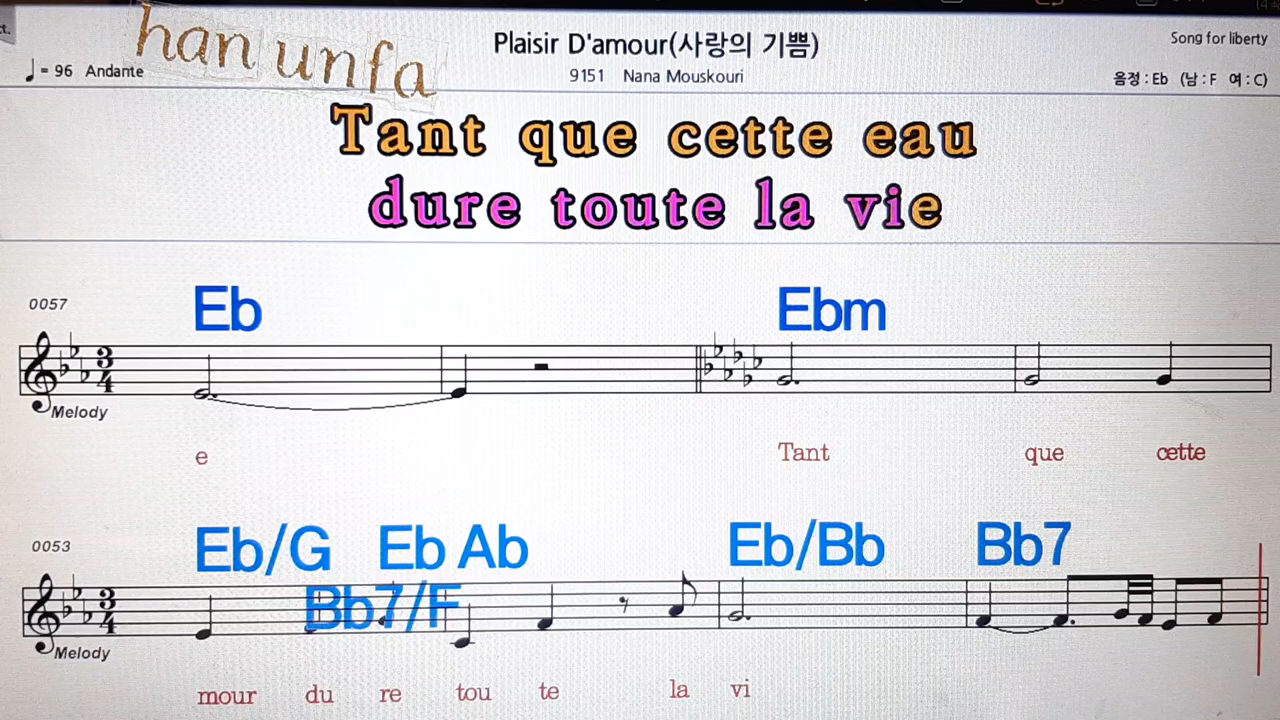 ct.
han unfa
Plaisir D'amour(사랑의 기쁨)
Song for liberty
♩= 96 Andante
9151 Nana Mouskouri
음정 : Eb (남 : F 여 : C)
Tant que cette eau
dure toute la vie
0057
Eb Ebm
3
4
Melody
e Tant que cette
0053
Eb/G Eb Ab Eb/Bb Bb7
Bb7/F
3
4
Melody
mour du re tou te la vi